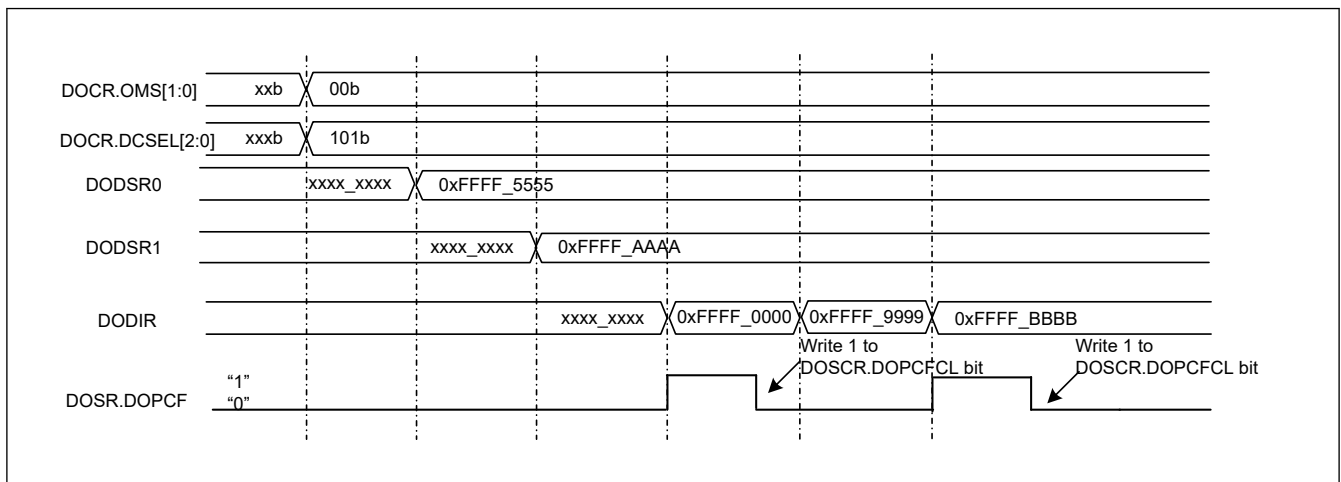 DOCR.OMS[1:0] xxb 00b
DOCR.DCSEL[2:0] xxxb 101b
DODSR0 xxxx_xxxx 0xFFFF_5555
DODSR1 xxxx_xxxx 0xFFFF_AAAA
DODIR xxxx_xxxx 0xFFFF_0000 0xFFFF_9999 0xFFFF_BBBB
Write 1 to
DOSCR.DOPCFCL bit
Write 1 to
DOSCR.DOPCFCL bit
“1”
DOSR.DOPCF “0”